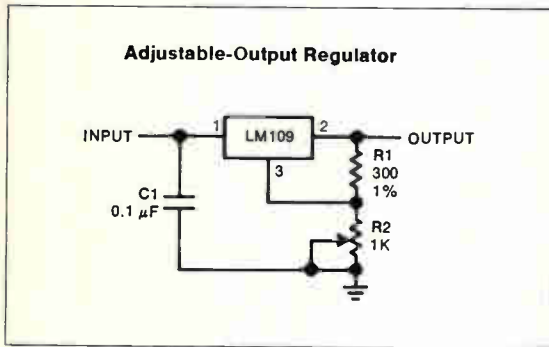 Adjustable-Output Regulator
INPUT
1
LM109
2
OUTPUT
3
R1
300
1%
C1
0.1 μF
R2
1K